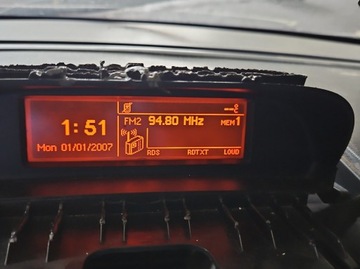 1:51
Mon 01/01/2007
FM2 94.80 MHz MEM1
RDS RDTXT LOUD